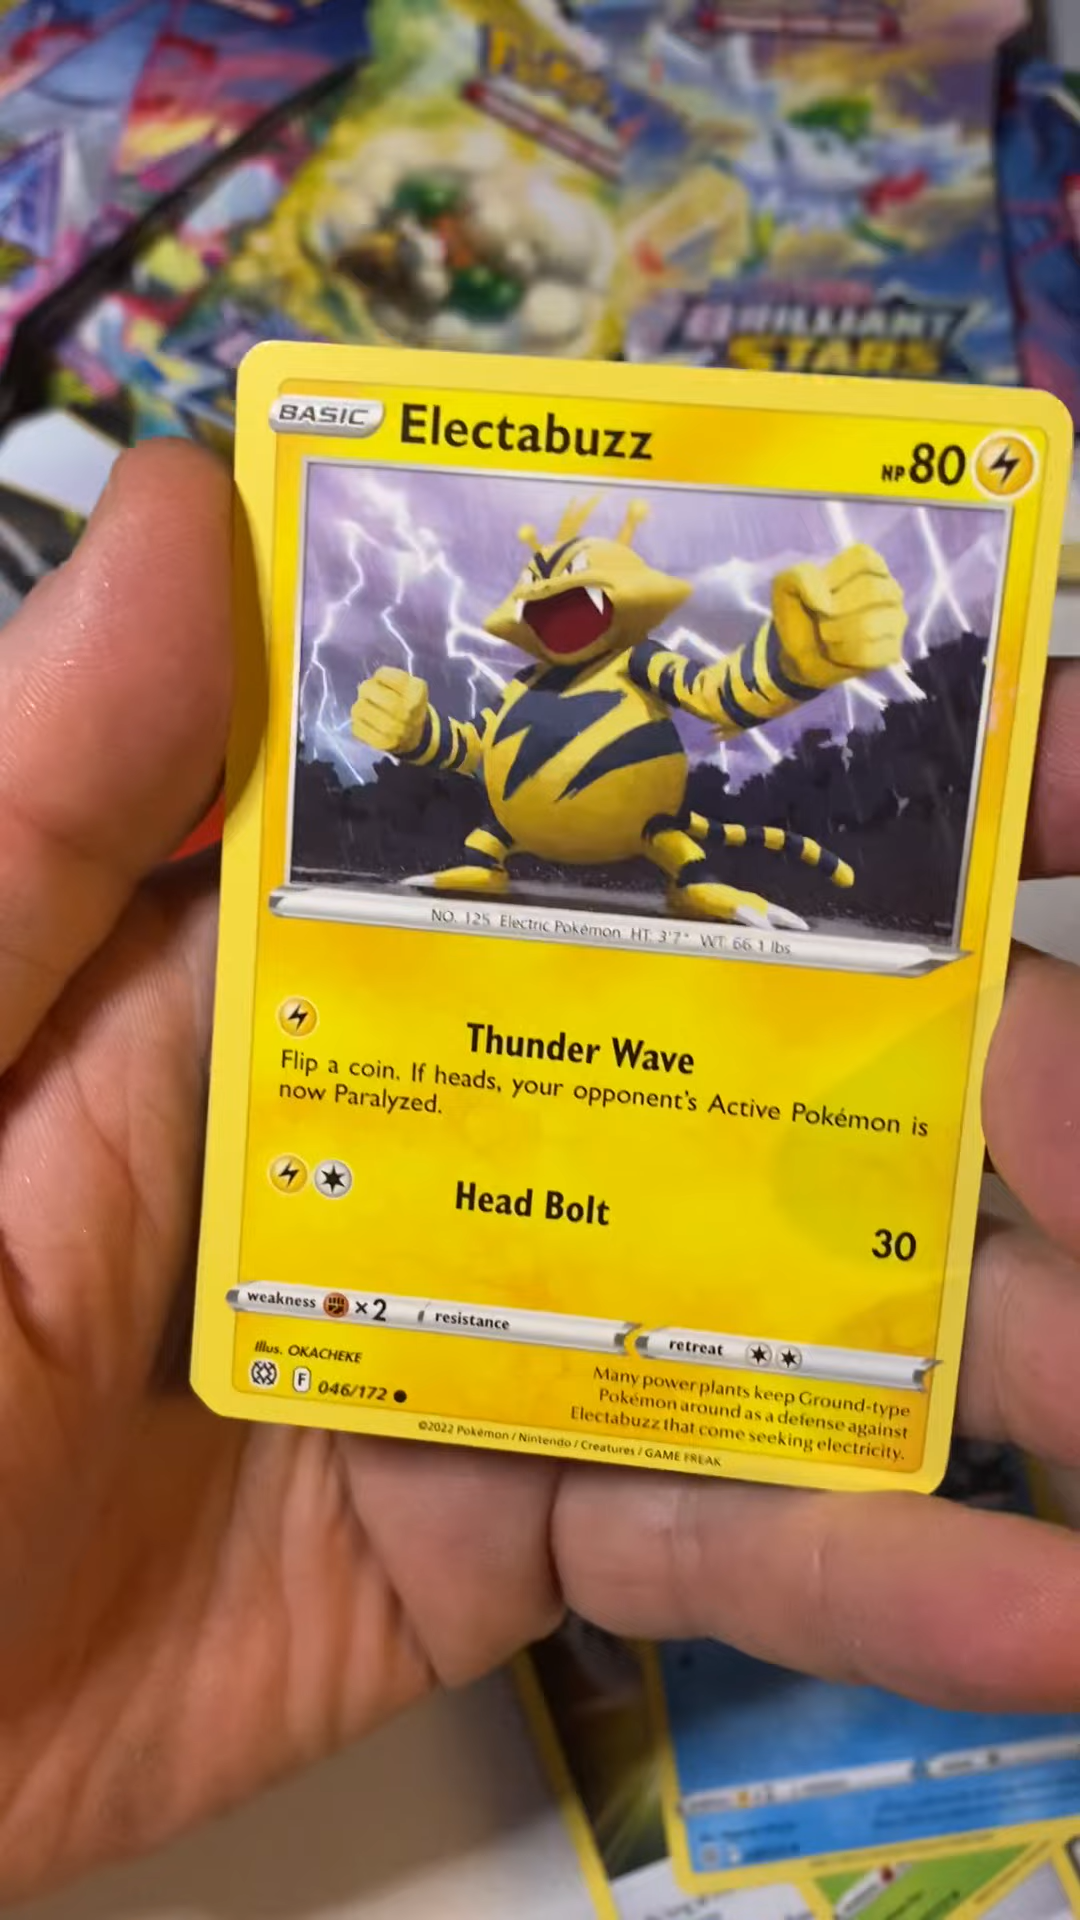 BRILLIANT
STARS
BASIC Electabuzz HP 80
NO. 125 Electric Pokémon HT: 3'7" WT: 66.1 lbs
Thunder Wave
Flip a coin. If heads, your opponent's Active Pokémon is
now Paralyzed.
Head Bolt 30
weakness ×2 resistance retreat
Illus. OKACHEKE
F 046/172
Many power plants keep Ground-type
Pokémon around as a defense against
Electabuzz that come seeking electricity.
©2022 Pokémon / Nintendo / Creatures / GAME FREAK